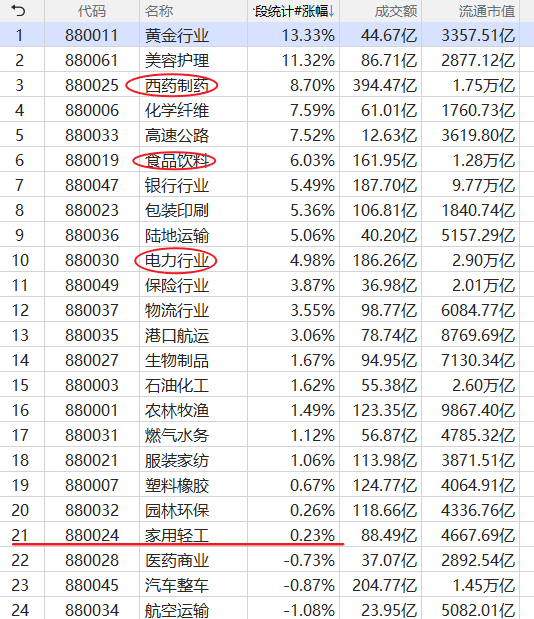 代码 名称 段统计#涨幅↓ 成交额 流通市值
1 880011 黄金行业 13.33% 44.67亿 3357.51亿
2 880061 美容护理 11.32% 86.71亿 2877.12亿
3 880025 西药制药 8.70% 394.47亿 1.75万亿
4 880006 化学纤维 7.59% 61.01亿 1760.73亿
5 880033 高速公路 7.52% 12.63亿 3619.80亿
6 880019 食品饮料 6.03% 161.95亿 1.28万亿
7 880047 银行行业 5.49% 187.70亿 9.77万亿
8 880023 包装印刷 5.36% 106.81亿 1840.74亿
9 880036 陆地运输 5.06% 40.20亿 5157.29亿
10 880030 电力行业 4.98% 186.26亿 2.90万亿
11 880049 保险行业 3.87% 36.98亿 2.01万亿
12 880037 物流行业 3.55% 98.77亿 6084.77亿
13 880035 港口航运 3.06% 78.74亿 8769.69亿
14 880027 生物制品 1.67% 94.95亿 7130.34亿
15 880003 石油化工 1.62% 55.38亿 2.60万亿
16 880001 农林牧渔 1.49% 123.35亿 9867.40亿
17 880031 燃气水务 1.12% 56.87亿 4785.32亿
18 880021 服装家纺 1.06% 113.98亿 3871.51亿
19 880007 塑料橡胶 0.67% 124.77亿 4064.91亿
20 880032 园林环保 0.26% 118.66亿 4336.76亿
21 880024 家用轻工 0.23% 88.49亿 4667.69亿
22 880028 医药商业 -0.73% 37.07亿 2892.54亿
23 880045 汽车整车 -0.87% 204.77亿 1.45万亿
24 880034 航空运输 -1.08% 23.95亿 5082.01亿